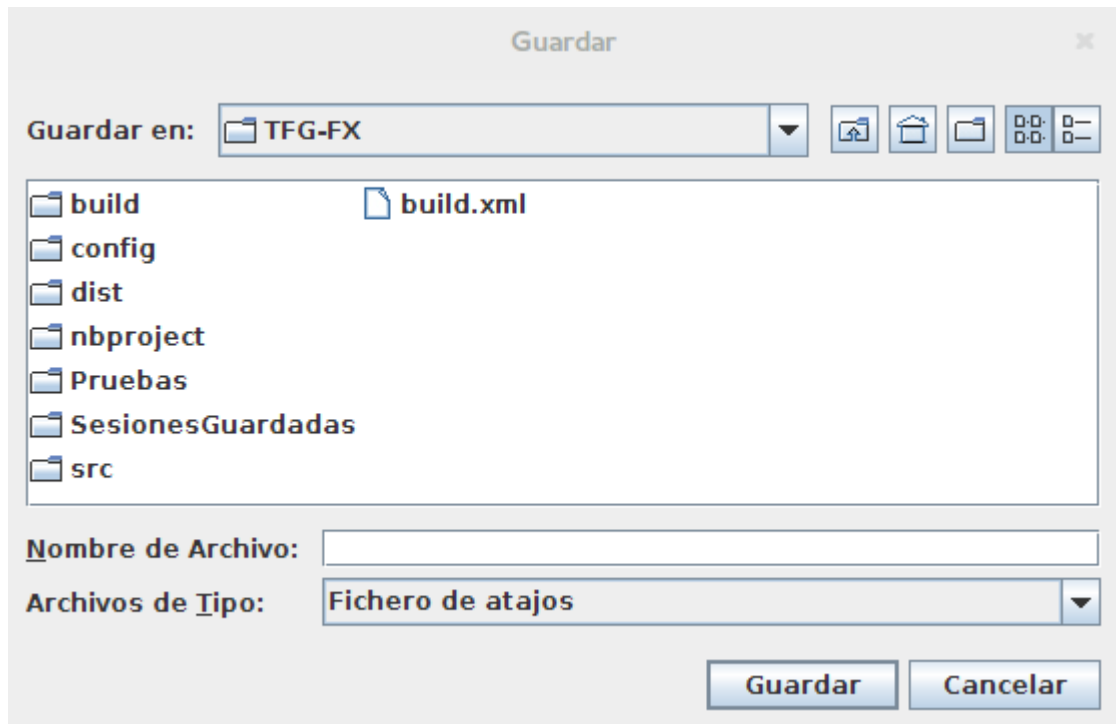 Guardar
Guardar en: TFG-FX
build build.xml
config
dist
nbproject
Pruebas
SesionesGuardadas
src
Nombre de Archivo:
Archivos de Tipo: Fichero de atajos
Guardar Cancelar